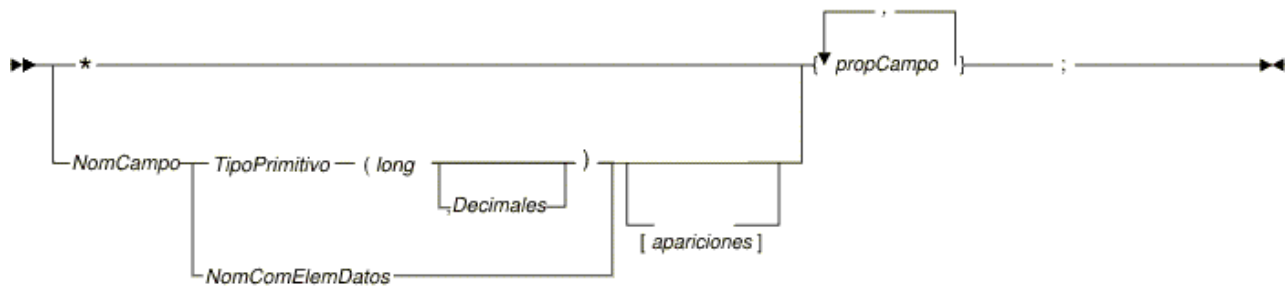 ,
* { propCampo } ;
NomCampo TipoPrimitivo ( long )
,Decimales
[ apariciones ]
NomComElemDatos